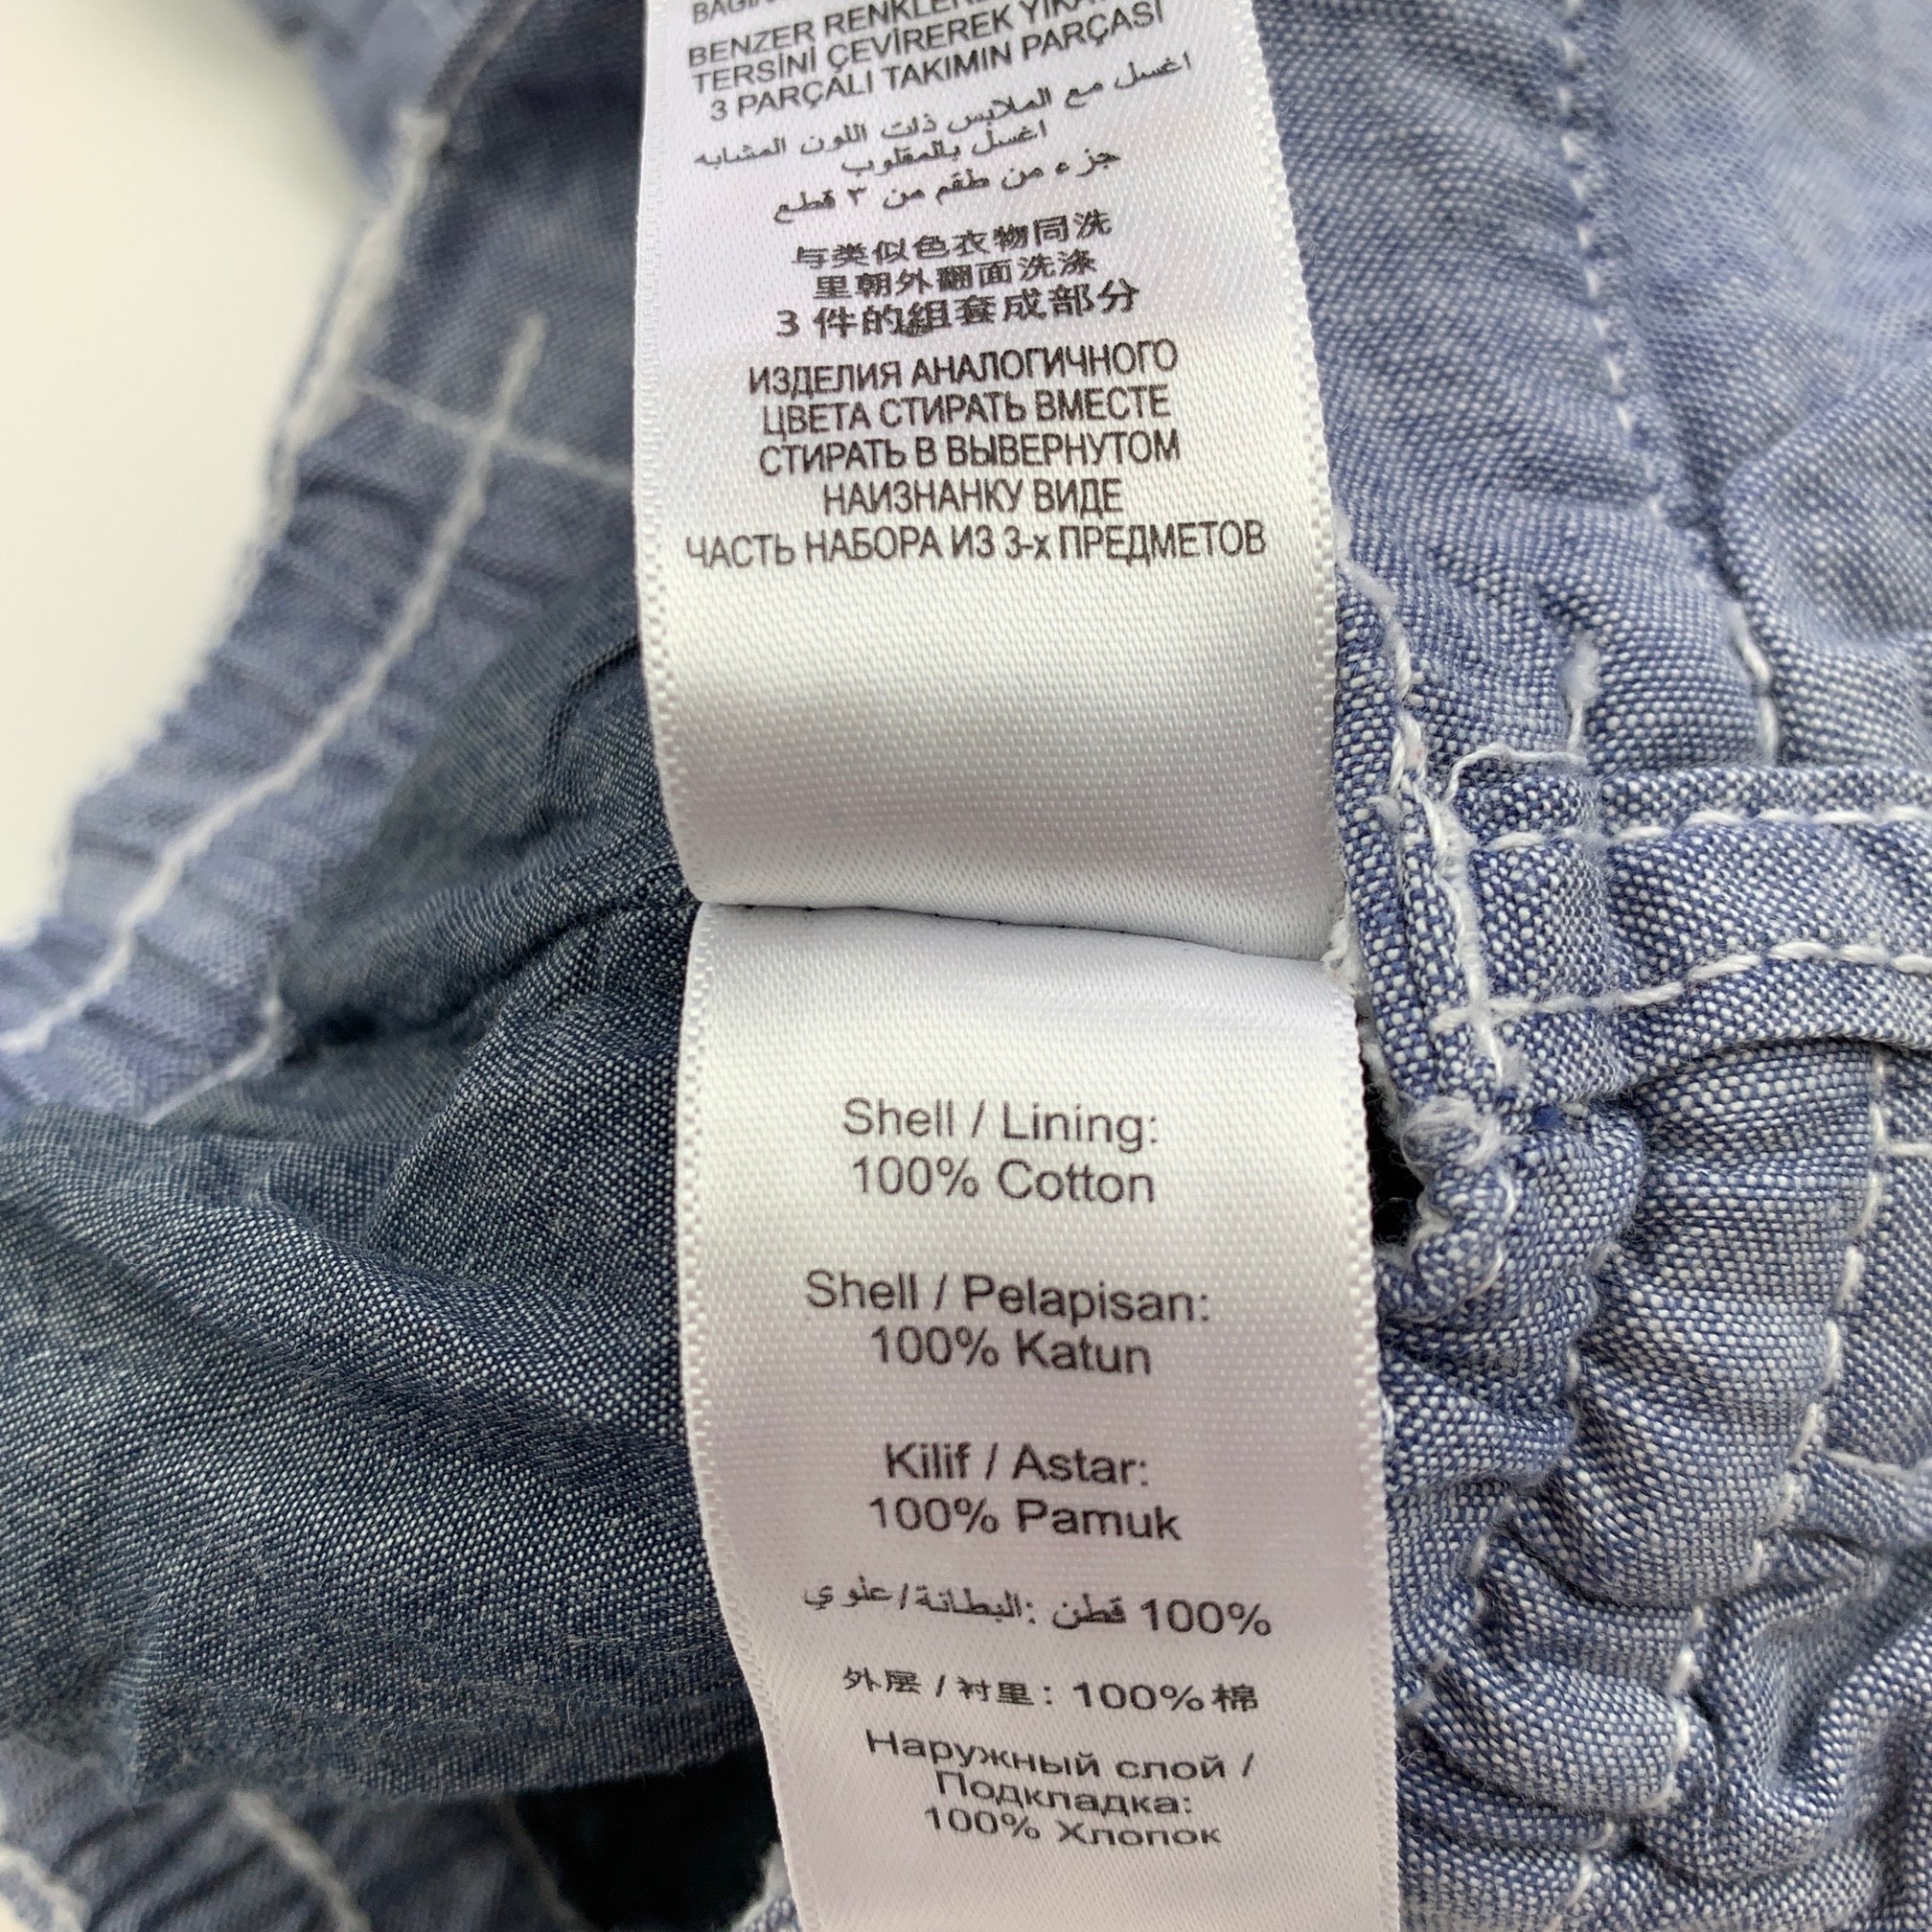 BENZER
TERSİNİ ÇEVİREREK
3 PARÇALI TAKIMIN PARÇASI
اغسل مع الملابس ذات اللون المشابه
اغسل بالمقلوب
جزء من طقم من ٣ قطع
与类似色衣物同洗
里朝外翻面洗涤
3 件的组套成部分
ИЗДЕЛИЯ АНАЛОГИЧНОГО
ЦВЕТА СТИРАТЬ ВМЕСТЕ
СТИРАТЬ В ВЫВЕРНУТОМ
НАИЗНАНКУ ВИДЕ
ЧАСТЬ НАБОРА ИЗ 3-х ПРЕДМЕТОВ
Shell / Lining:
100% Cotton
Shell / Pelapisan:
100% Katun
Kilif / Astar:
100% Pamuk
100% قطن :البطانة/علوي
外层 / 衬里 : 100% 棉
Наружный слой /
Подкладка:
100% Хлопок